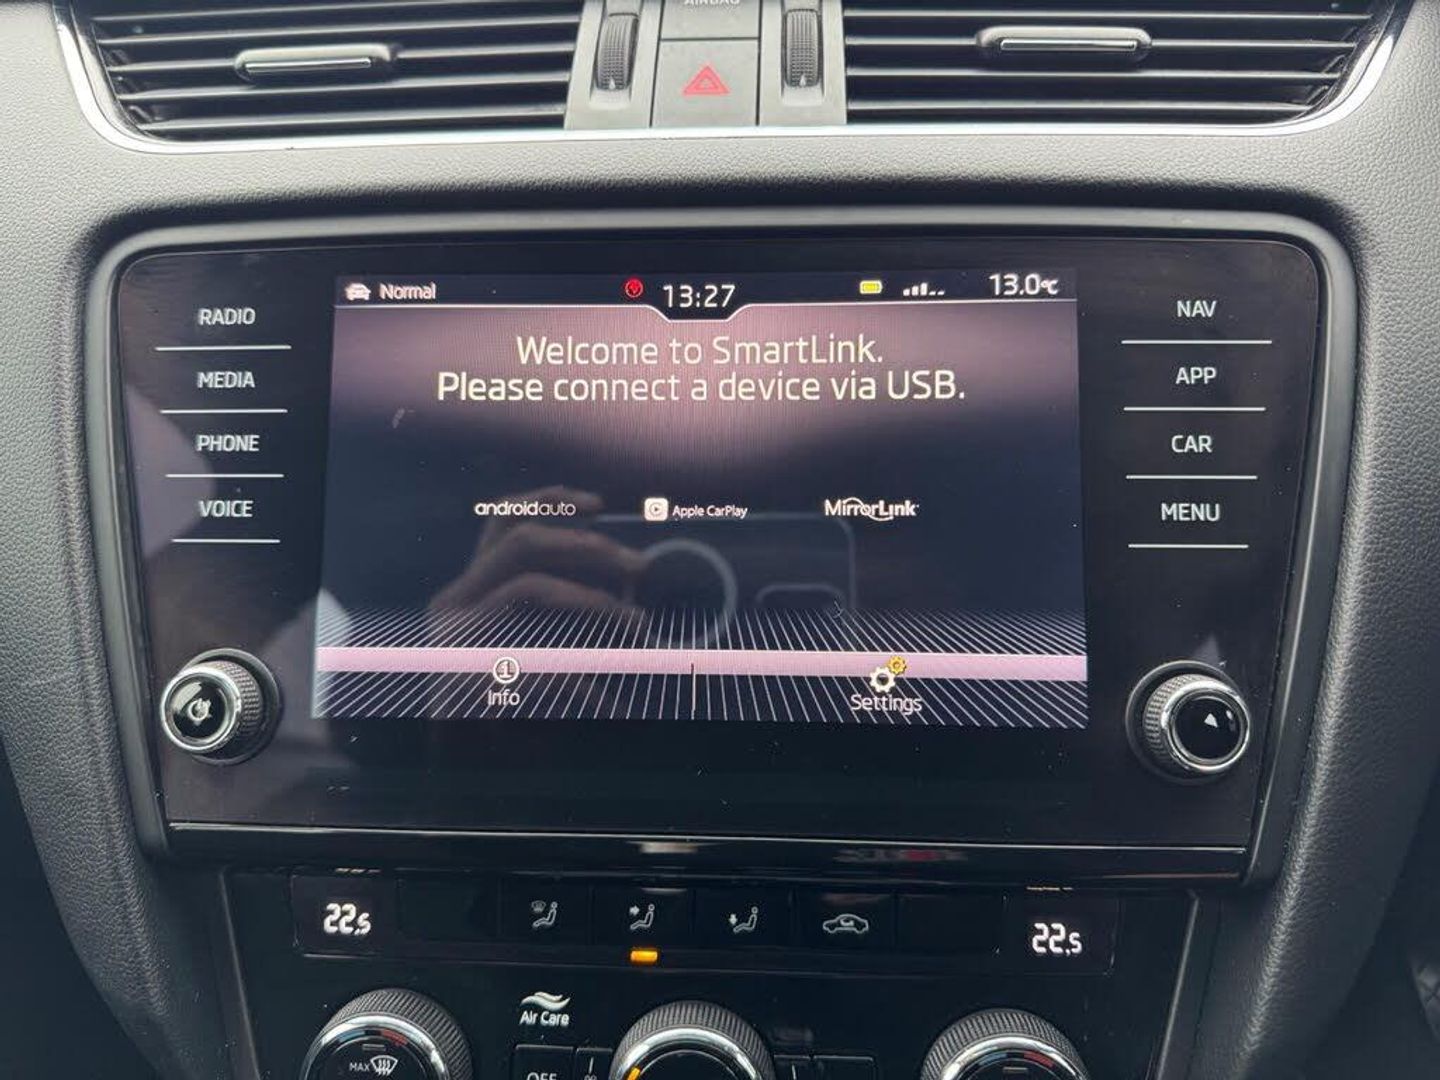 AIRBAG
Normal
13:27
13.0°C
RADIO
MEDIA
PHONE
VOICE
Welcome to SmartLink.
Please connect a device via USB.
androidauto
Apple CarPlay
MirrorLink
Info
Settings
NAV
APP
CAR
MENU
22,5
22,5
Air Care
MAX
OFF